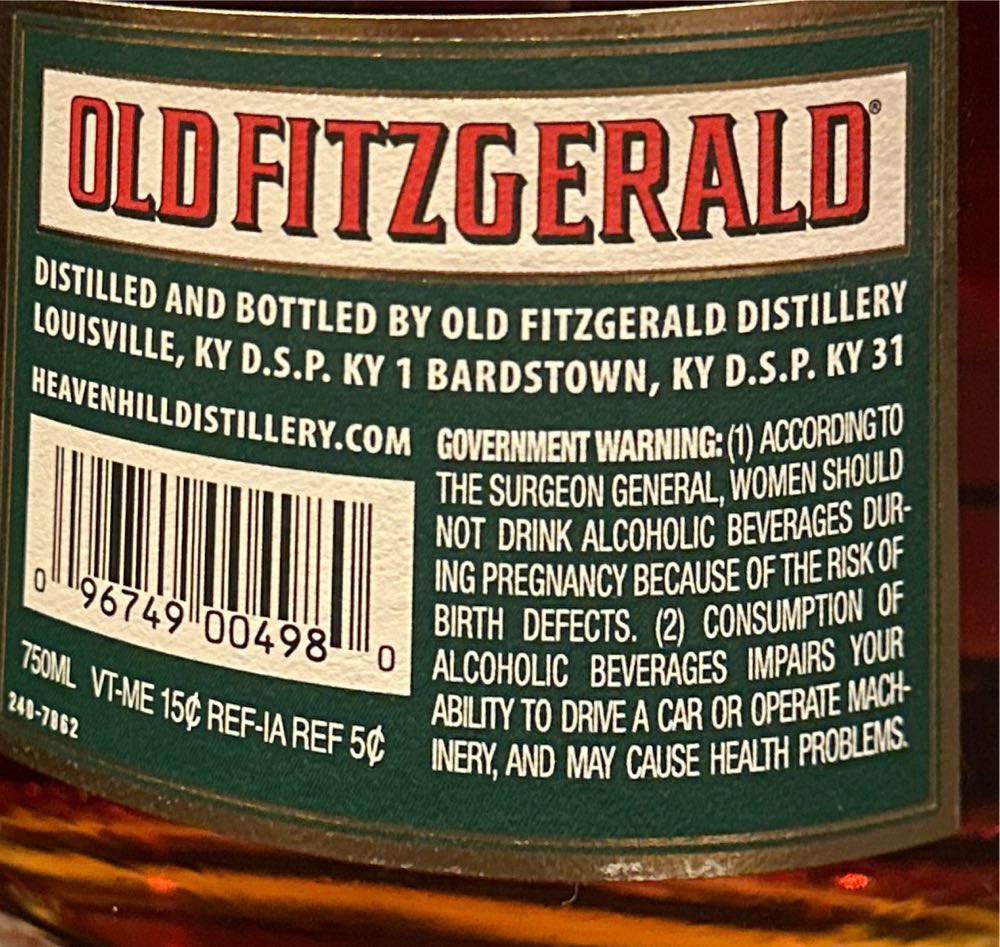 OLD FITZGERALD®
DISTILLED AND BOTTLED BY OLD FITZGERALD DISTILLERY
LOUISVILLE, KY D.S.P. KY 1 BARDSTOWN, KY D.S.P. KY 31
HEAVENHILLDISTILLERY.COM
0 96749 00498 0
750ML VT-ME 15¢ REF-IA REF 5¢
240-7862
GOVERNMENT WARNING: (1) ACCORDING TO
THE SURGEON GENERAL, WOMEN SHOULD
NOT DRINK ALCOHOLIC BEVERAGES DUR-
ING PREGNANCY BECAUSE OF THE RISK OF
BIRTH DEFECTS. (2) CONSUMPTION OF
ALCOHOLIC BEVERAGES IMPAIRS YOUR
ABILITY TO DRIVE A CAR OR OPERATE MACH-
INERY, AND MAY CAUSE HEALTH PROBLEMS.